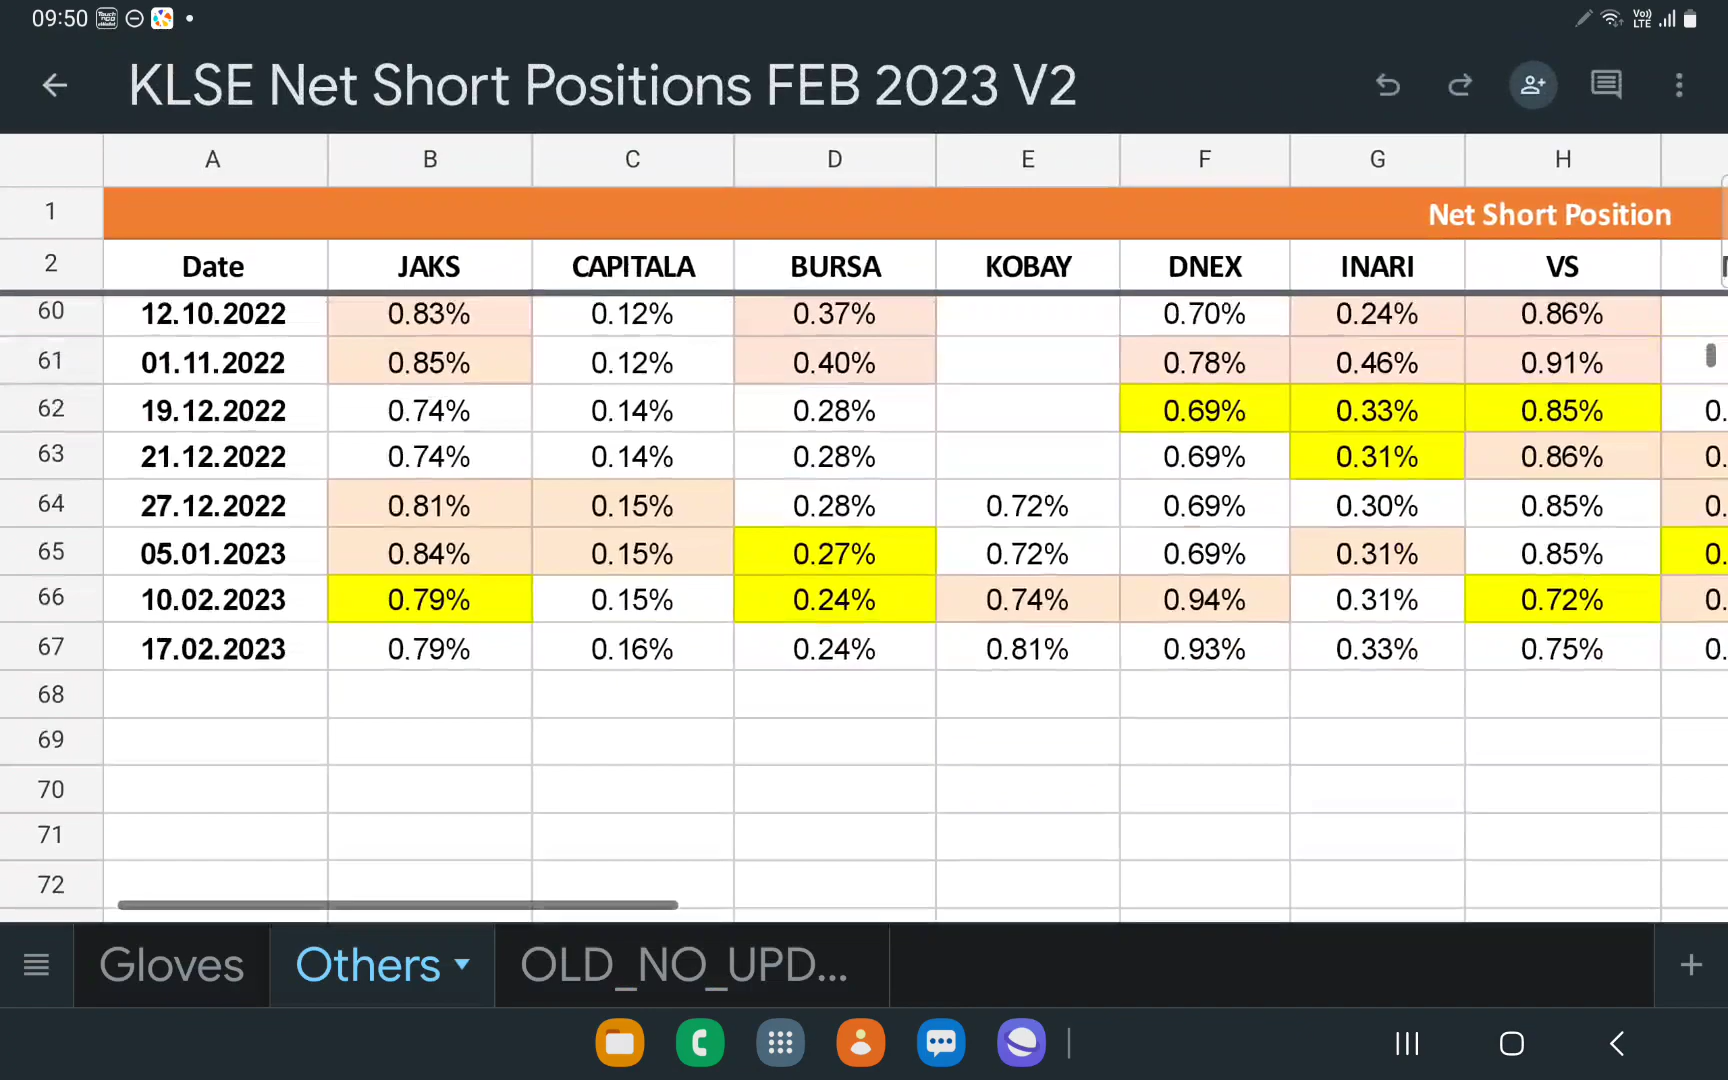 09:50
KLSE Net Short Positions FEB 2023 V2
A B C D E F G H
1 Net Short Position
2 Date JAKS CAPITALA BURSA KOBAY DNEX INARI VS
60 12.10.2022 0.83% 0.12% 0.37% 0.70% 0.24% 0.86%
61 01.11.2022 0.85% 0.12% 0.40% 0.78% 0.46% 0.91%
62 19.12.2022 0.74% 0.14% 0.28% 0.69% 0.33% 0.85% 0.
63 21.12.2022 0.74% 0.14% 0.28% 0.69% 0.31% 0.86% 0.
64 27.12.2022 0.81% 0.15% 0.28% 0.72% 0.69% 0.30% 0.85% 0.
65 05.01.2023 0.84% 0.15% 0.27% 0.72% 0.69% 0.31% 0.85% 0.
66 10.02.2023 0.79% 0.15% 0.24% 0.74% 0.94% 0.31% 0.72% 0.
67 17.02.2023 0.79% 0.16% 0.24% 0.81% 0.93% 0.33% 0.75% 0.
68
69
70
71
72
Gloves Others OLD_NO_UPD...